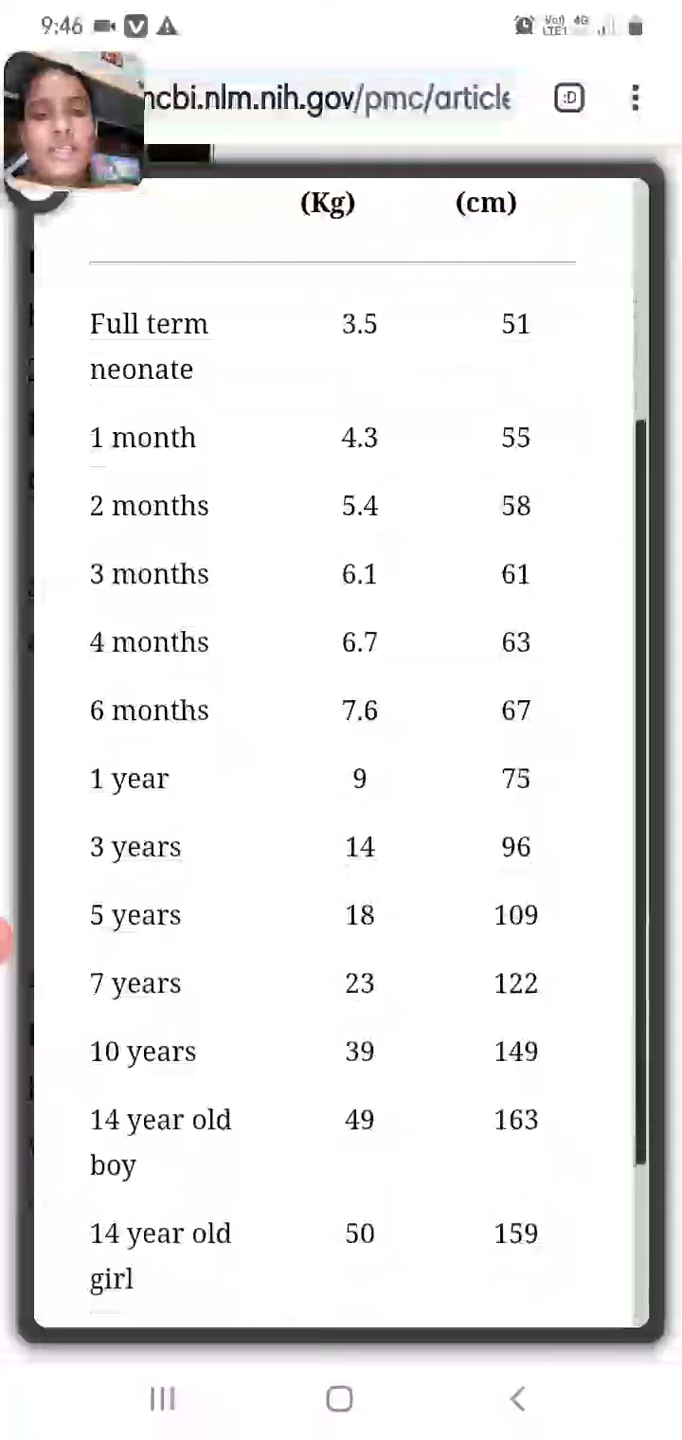 9:46
Vo)) 4G
LTE1
ncbi.nlm.nih.gov/pmc/article
:D
(Kg) (cm)
Full term 3.5 51
neonate
1 month 4.3 55
2 months 5.4 58
3 months 6.1 61
4 months 6.7 63
6 months 7.6 67
1 year 9 75
3 years 14 96
5 years 18 109
7 years 23 122
10 years 39 149
14 year old 49 163
boy
14 year old 50 159
girl